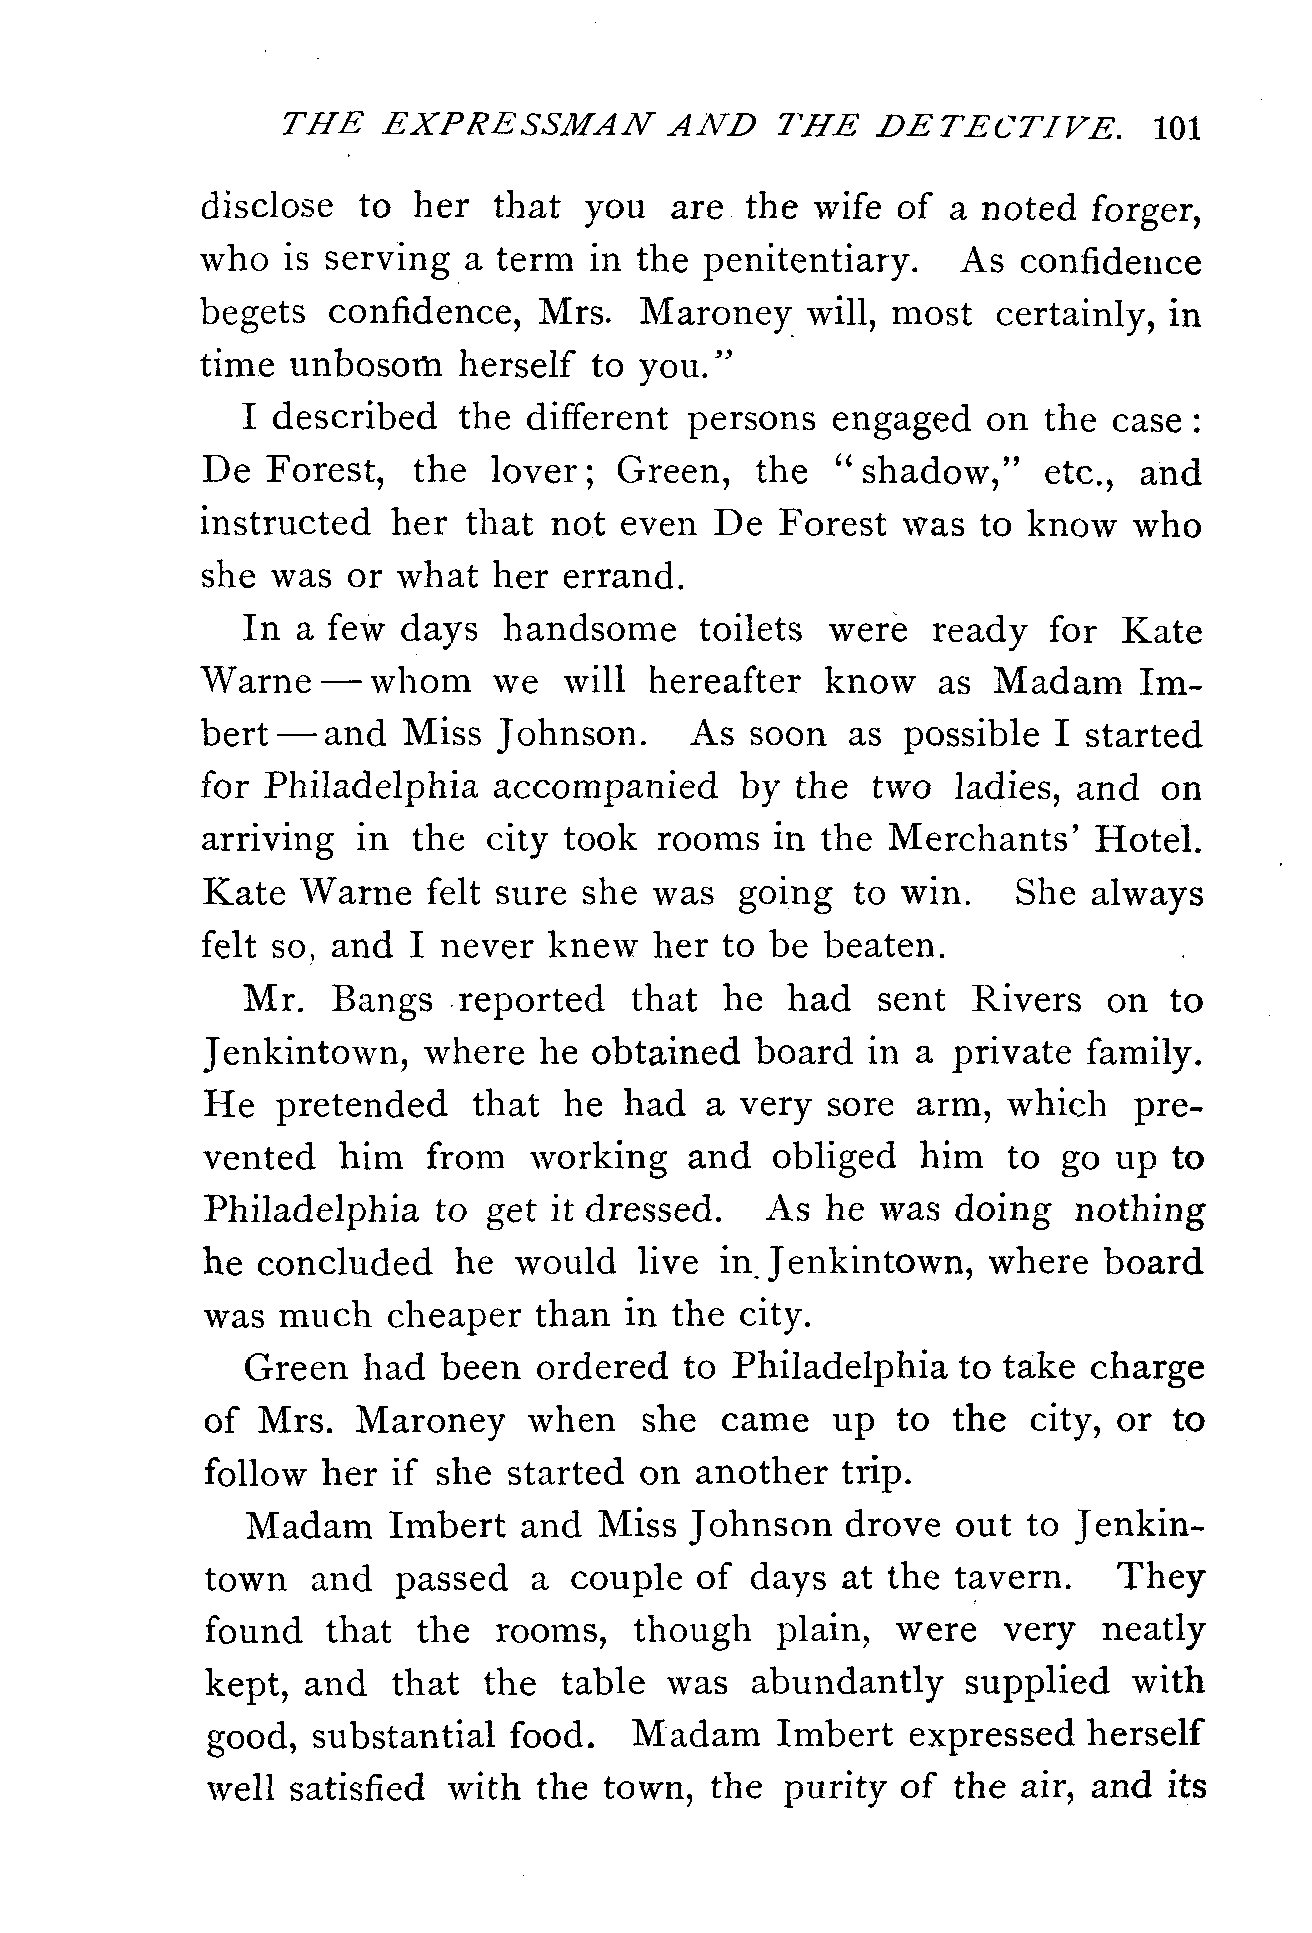 THE EXPRESSMAN AND THE DETECTIVE. 101
disclose to her that you are the wife of a noted forger,
who is serving a term in the penitentiary. As confidence
begets confidence, Mrs. Maroney will, most certainly, in
time unbosom herself to you."
I described the different persons engaged on the case:
De Forest, the lover; Green, the "shadow," etc., and
instructed her that not even De Forest was to know who
she was or what her errand.
In a few days handsome toilets were ready for Kate
Warne—whom we will hereafter know as Madam Im-
bert—and Miss Johnson. As soon as possible I started
for Philadelphia accompanied by the two ladies, and on
arriving in the city took rooms in the Merchants' Hotel.
Kate Warne felt sure she was going to win. She always
felt so, and I never knew her to be beaten.
Mr. Bangs reported that he had sent Rivers on to
Jenkintown, where he obtained board in a private family.
He pretended that he had a very sore arm, which pre-
vented him from working and obliged him to go up to
Philadelphia to get it dressed. As he was doing nothing
he concluded he would live in Jenkintown, where board
was much cheaper than in the city.
Green had been ordered to Philadelphia to take charge
of Mrs. Maroney when she came up to the city, or to
follow her if she started on another trip.
Madam Imbert and Miss Johnson drove out to Jenkin-
town and passed a couple of days at the tavern. They
found that the rooms, though plain, were very neatly
kept, and that the table was abundantly supplied with
good, substantial food. Madam Imbert expressed herself
well satisfied with the town, the purity of the air, and its